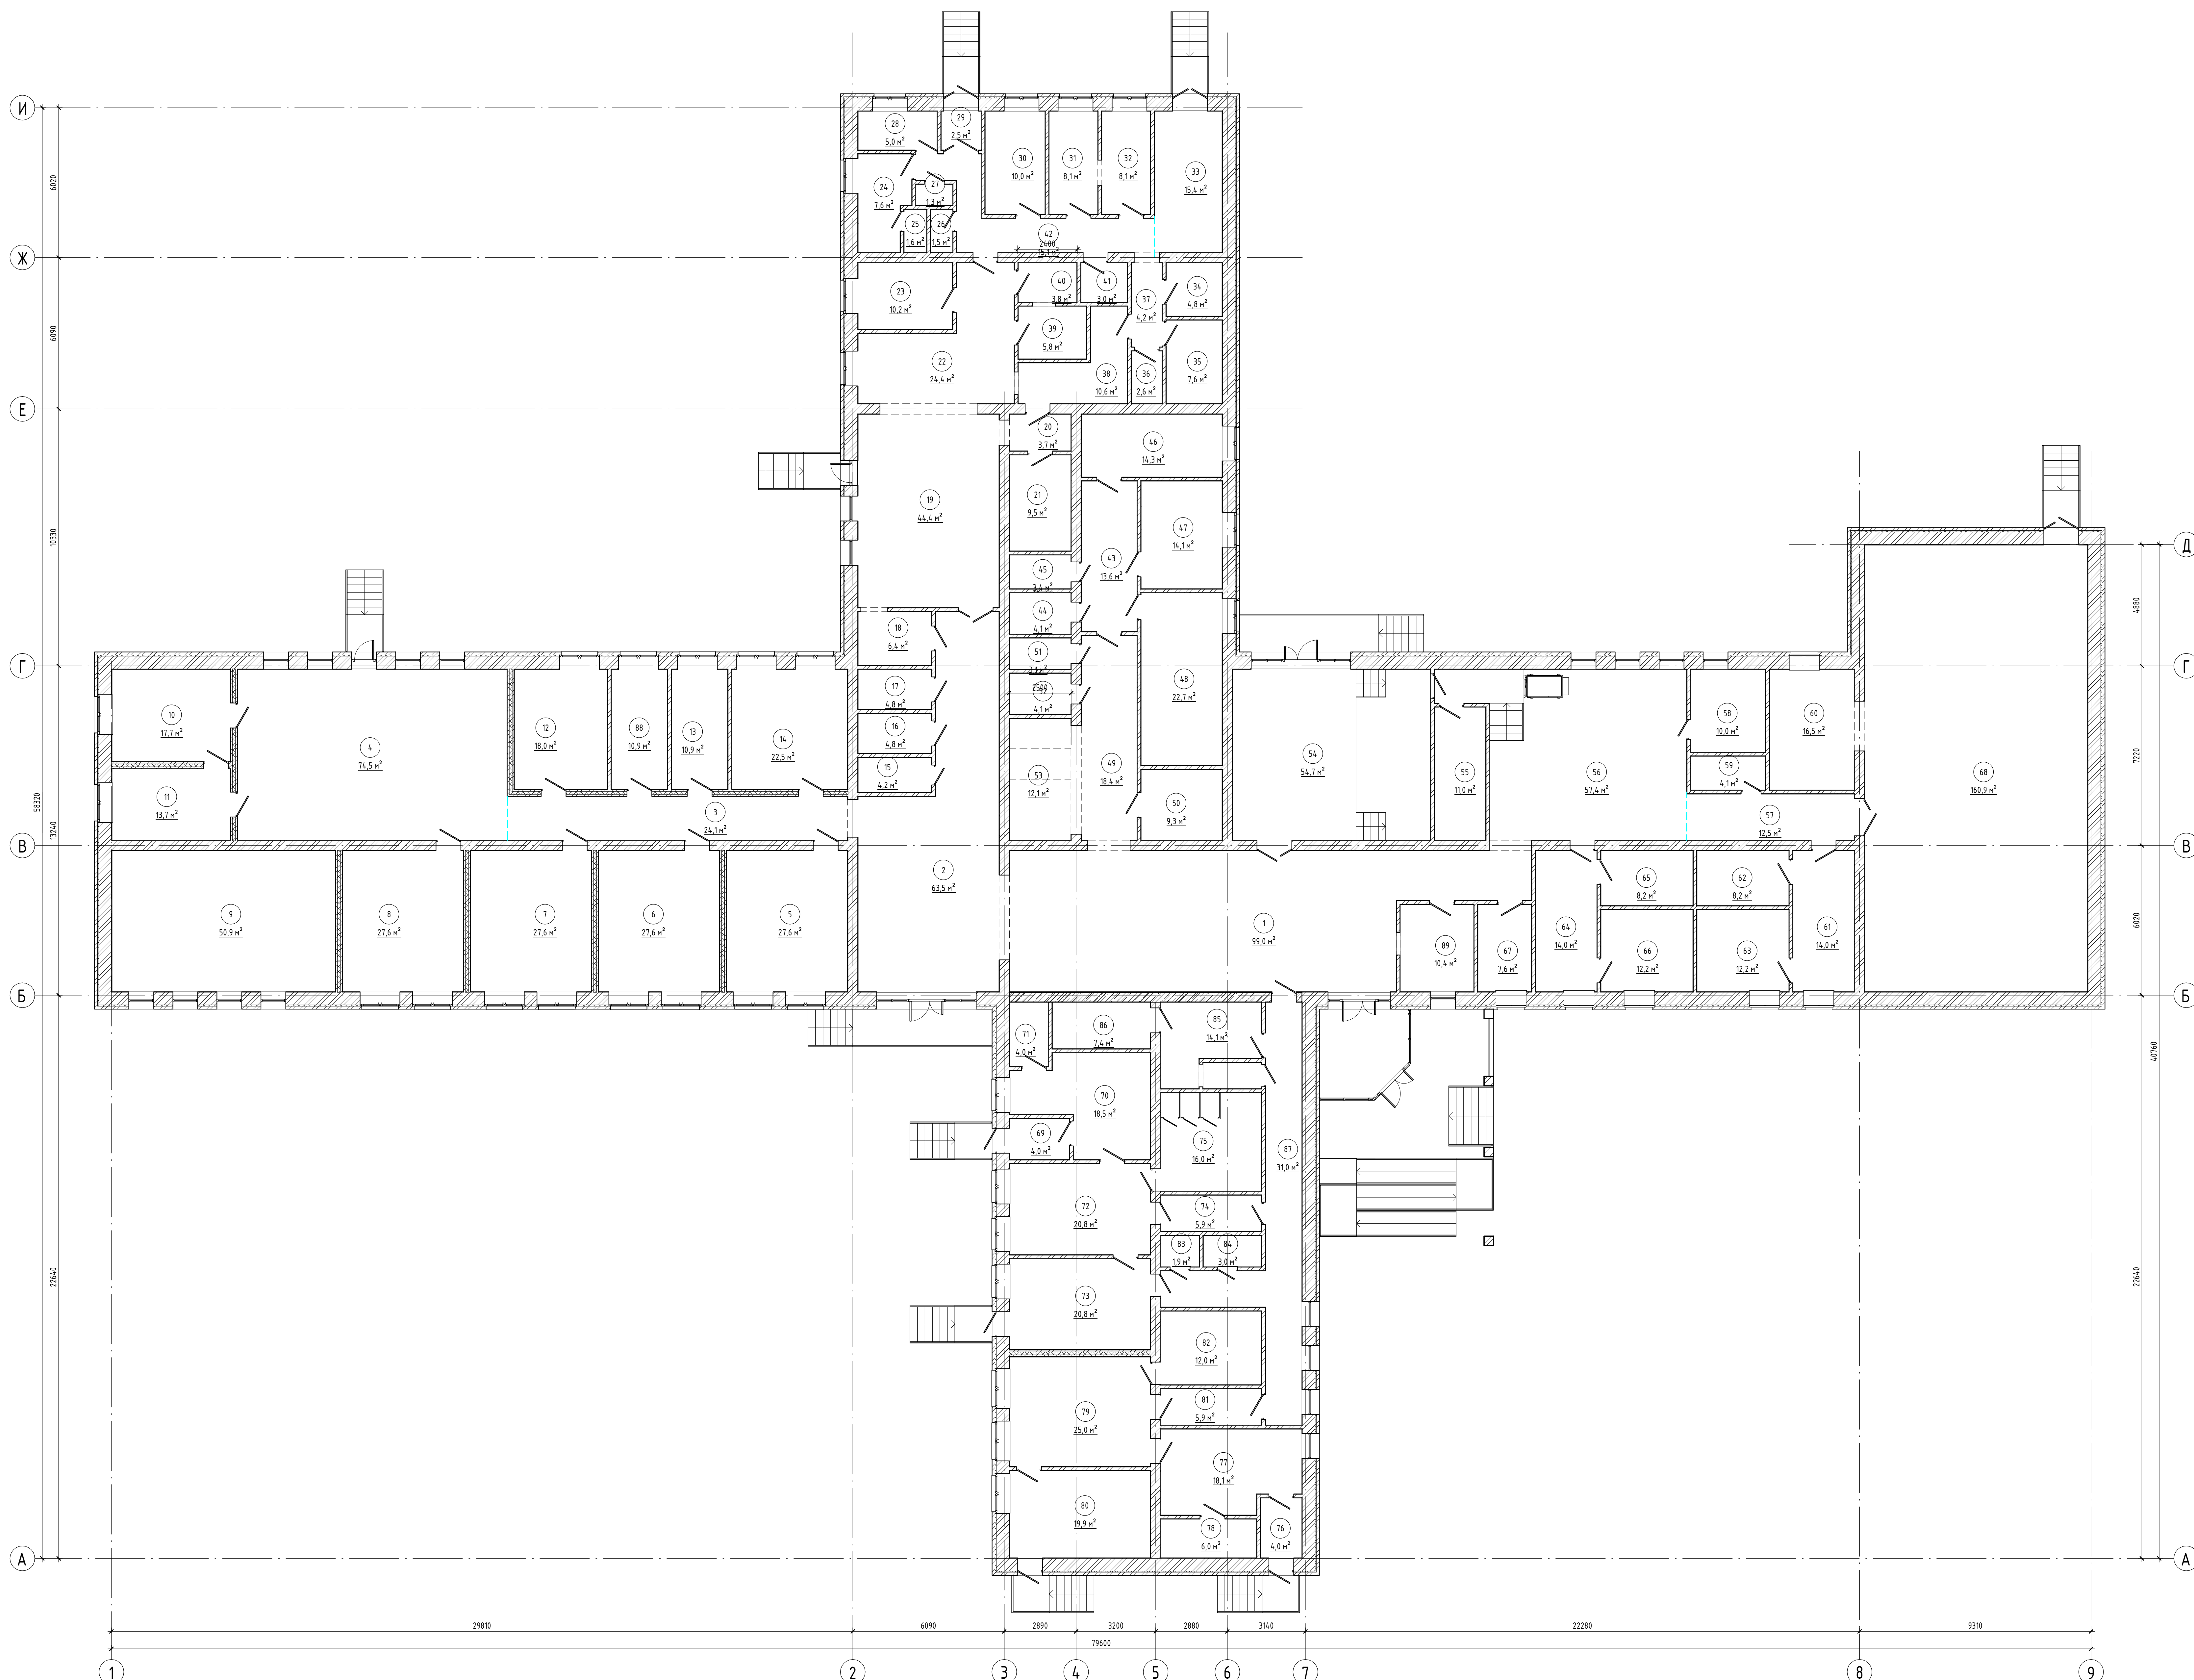 И
28
5,0 м²
29
2,5 м²
30
10,0 м²
31
8,1 м²
32
8,1 м²
33
15,4 м²
24
7,6 м²
27
1,3 м²
25
1,6 м²
26
1,5 м²
42
2400
15,1 м²
6020
Ж
23
10,2 м²
40
3,8 м²
41
3,0 м²
37
4,2 м²
34
4,8 м²
39
5,8 м²
22
24,4 м²
38
10,6 м²
36
2,6 м²
35
7,6 м²
6090
Е
20
3,7 м²
46
14,3 м²
19
44,4 м²
21
9,5 м²
47
14,1 м²
43
13,6 м²
45
3,4 м²
44
4,1 м²
10330
Д
4880
18
6,4 м²
51
52
4,1 м²
2500
48
22,7 м²
Г
Г
10
17,7 м²
4
74,5 м²
12
18,0 м²
88
10,9 м²
13
10,9 м²
14
22,5 м²
17
4,8 м²
16
4,8 м²
15
4,2 м²
53
12,1 м²
49
18,4 м²
50
9,3 м²
54
54,7 м²
55
11,0 м²
56
57,4 м²
58
10,0 м²
59
4,1 м²
60
16,5 м²
57
12,5 м²
68
160,9 м²
11
13,7 м²
3
24,1 м²
58320
13240
7220
В
В
9
50,9 м²
8
27,6 м²
7
27,6 м²
6
27,6 м²
5
27,6 м²
2
63,5 м²
1
99,0 м²
89
10,4 м²
67
7,6 м²
64
14,0 м²
65
8,2 м²
66
12,2 м²
62
8,2 м²
63
12,2 м²
61
14,0 м²
6020
Б
Б
71
4,0 м²
86
7,4 м²
85
14,1 м²
70
18,5 м²
69
4,0 м²
75
16,0 м²
87
31,0 м²
72
20,8 м²
74
5,9 м²
83
1,9 м²
84
3,0 м²
73
20,8 м²
82
12,0 м²
81
5,9 м²
79
25,0 м²
77
18,1 м²
80
19,9 м²
78
6,0 м²
76
4,0 м²
22640
22640
40760
А
А
29810
6090
2890
3200
2880
3140
22280
9310
79600
1
2
3
4
5
6
7
8
9